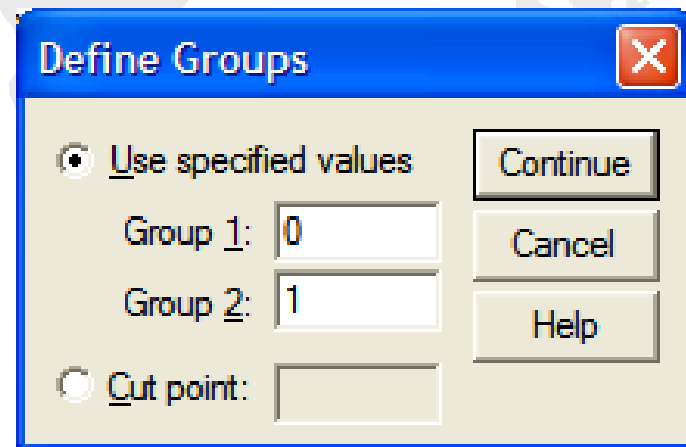 Define Groups
Use specified values
Continue
Group 1: 0
Cancel
Group 2: 1
Help
Cut point: